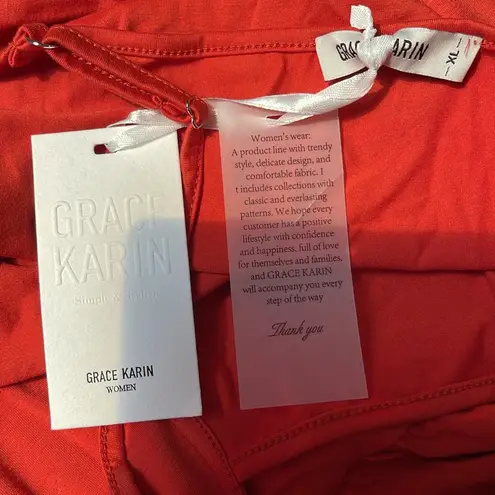 GRACE KARIN
XL
GRACE
KARIN
Simple &
GRACE KARIN
WOMEN
Women's wear:
A product line with trendy
style, delicate design, and
comfortable fabric. I
t includes collections with
classic and everlasting
patterns. We hope every
customer has a positive
lifestyle with confidence
and happiness, full of love
for themselves and families,
and GRACE KARIN
will accompany you every
step of the way
Thank you